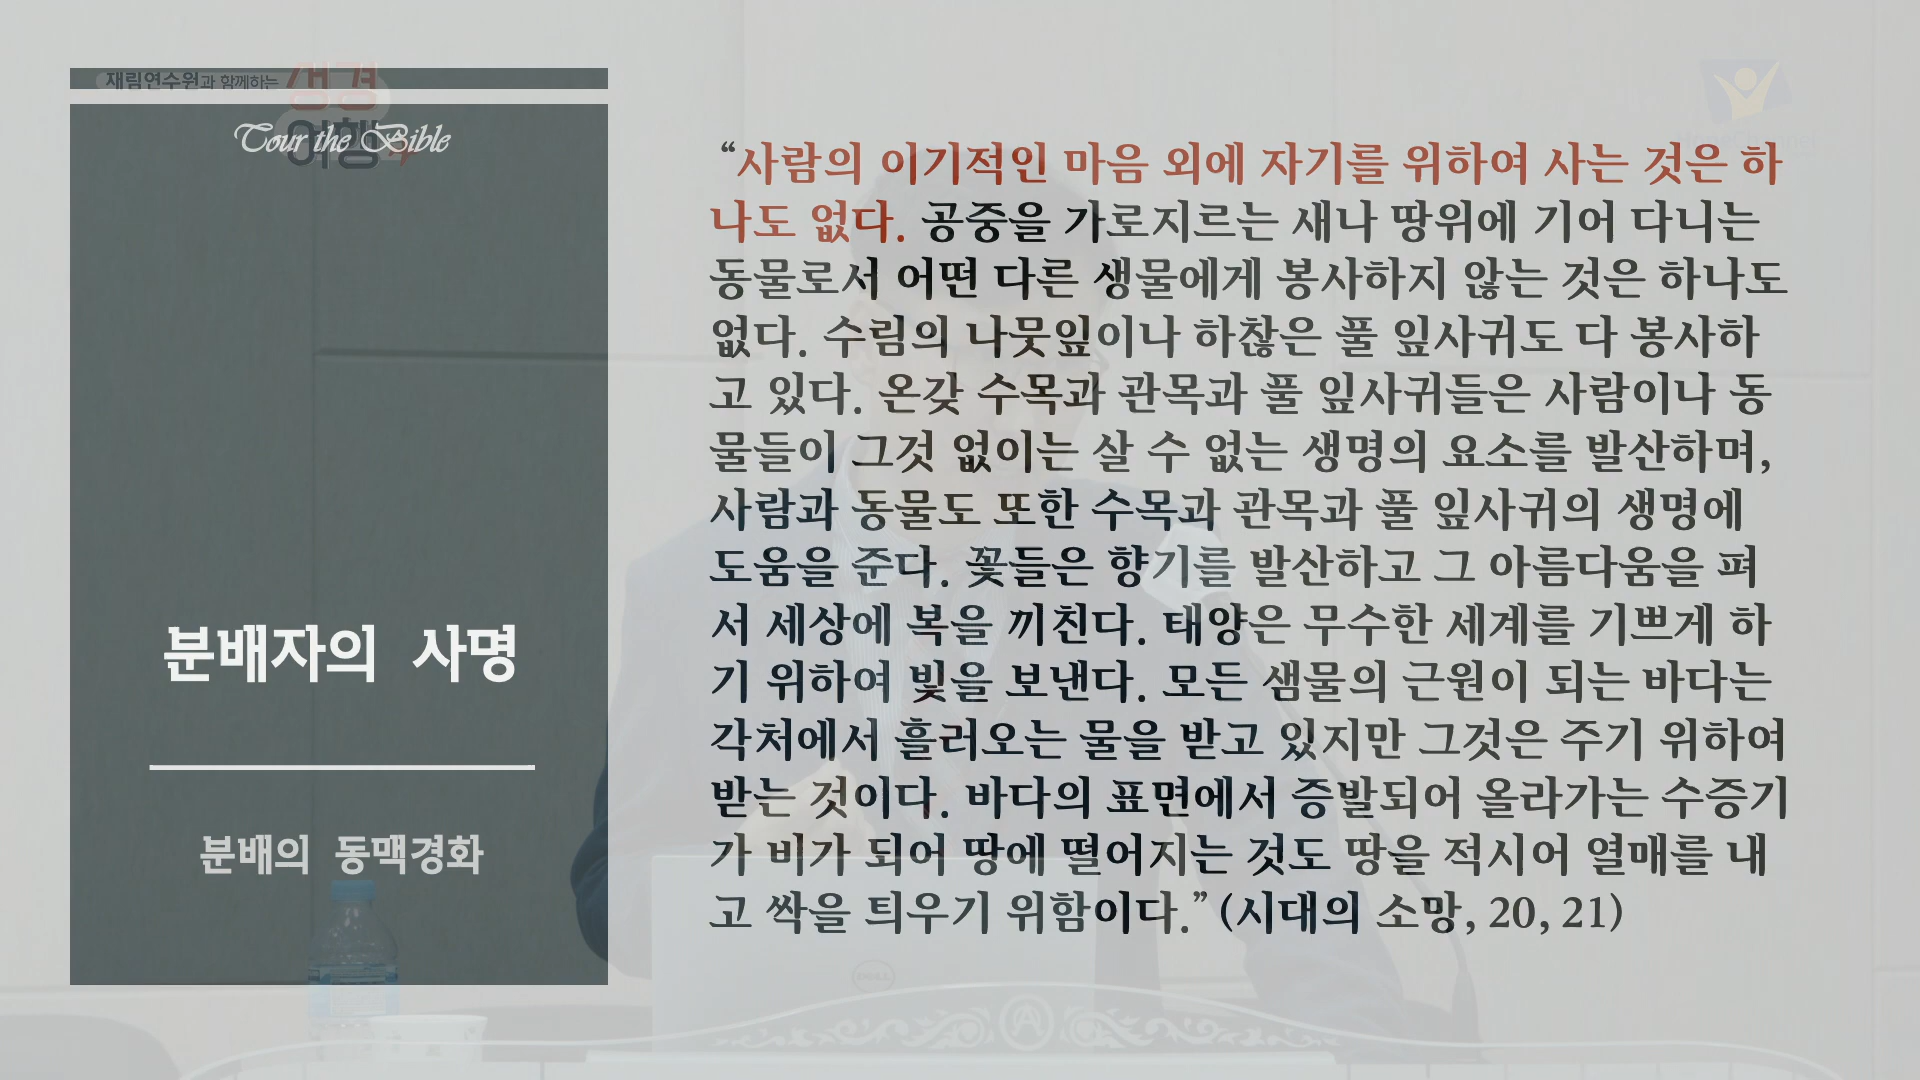 재림연수원과 함께하는 성경
여행
Tour the Bible
분배자의 사명
분배의 동맥경화
“사람의 이기적인 마음 외에 자기를 위하여 사는 것은 하
나도 없다. 공중을 가로지르는 새나 땅위에 기어 다니는
동물로서 어떤 다른 생물에게 봉사하지 않는 것은 하나도
없다. 수림의 나뭇잎이나 하찮은 풀 잎사귀도 다 봉사하
고 있다. 온갖 수목과 관목과 풀 잎사귀들은 사람이나 동
물들이 그것 없이는 살 수 없는 생명의 요소를 발산하며,
사람과 동물도 또한 수목과 관목과 풀 잎사귀의 생명에
도움을 준다. 꽃들은 향기를 발산하고 그 아름다움을 펴
서 세상에 복을 끼친다. 태양은 무수한 세계를 기쁘게 하
기 위하여 빛을 보낸다. 모든 샘물의 근원이 되는 바다는
각처에서 흘러오는 물을 받고 있지만 그것은 주기 위하여
받는 것이다. 바다의 표면에서 증발되어 올라가는 수증기
가 비가 되어 땅에 떨어지는 것도 땅을 적시어 열매를 내
고 싹을 틔우기 위함이다.” (시대의 소망, 20, 21)
DELL